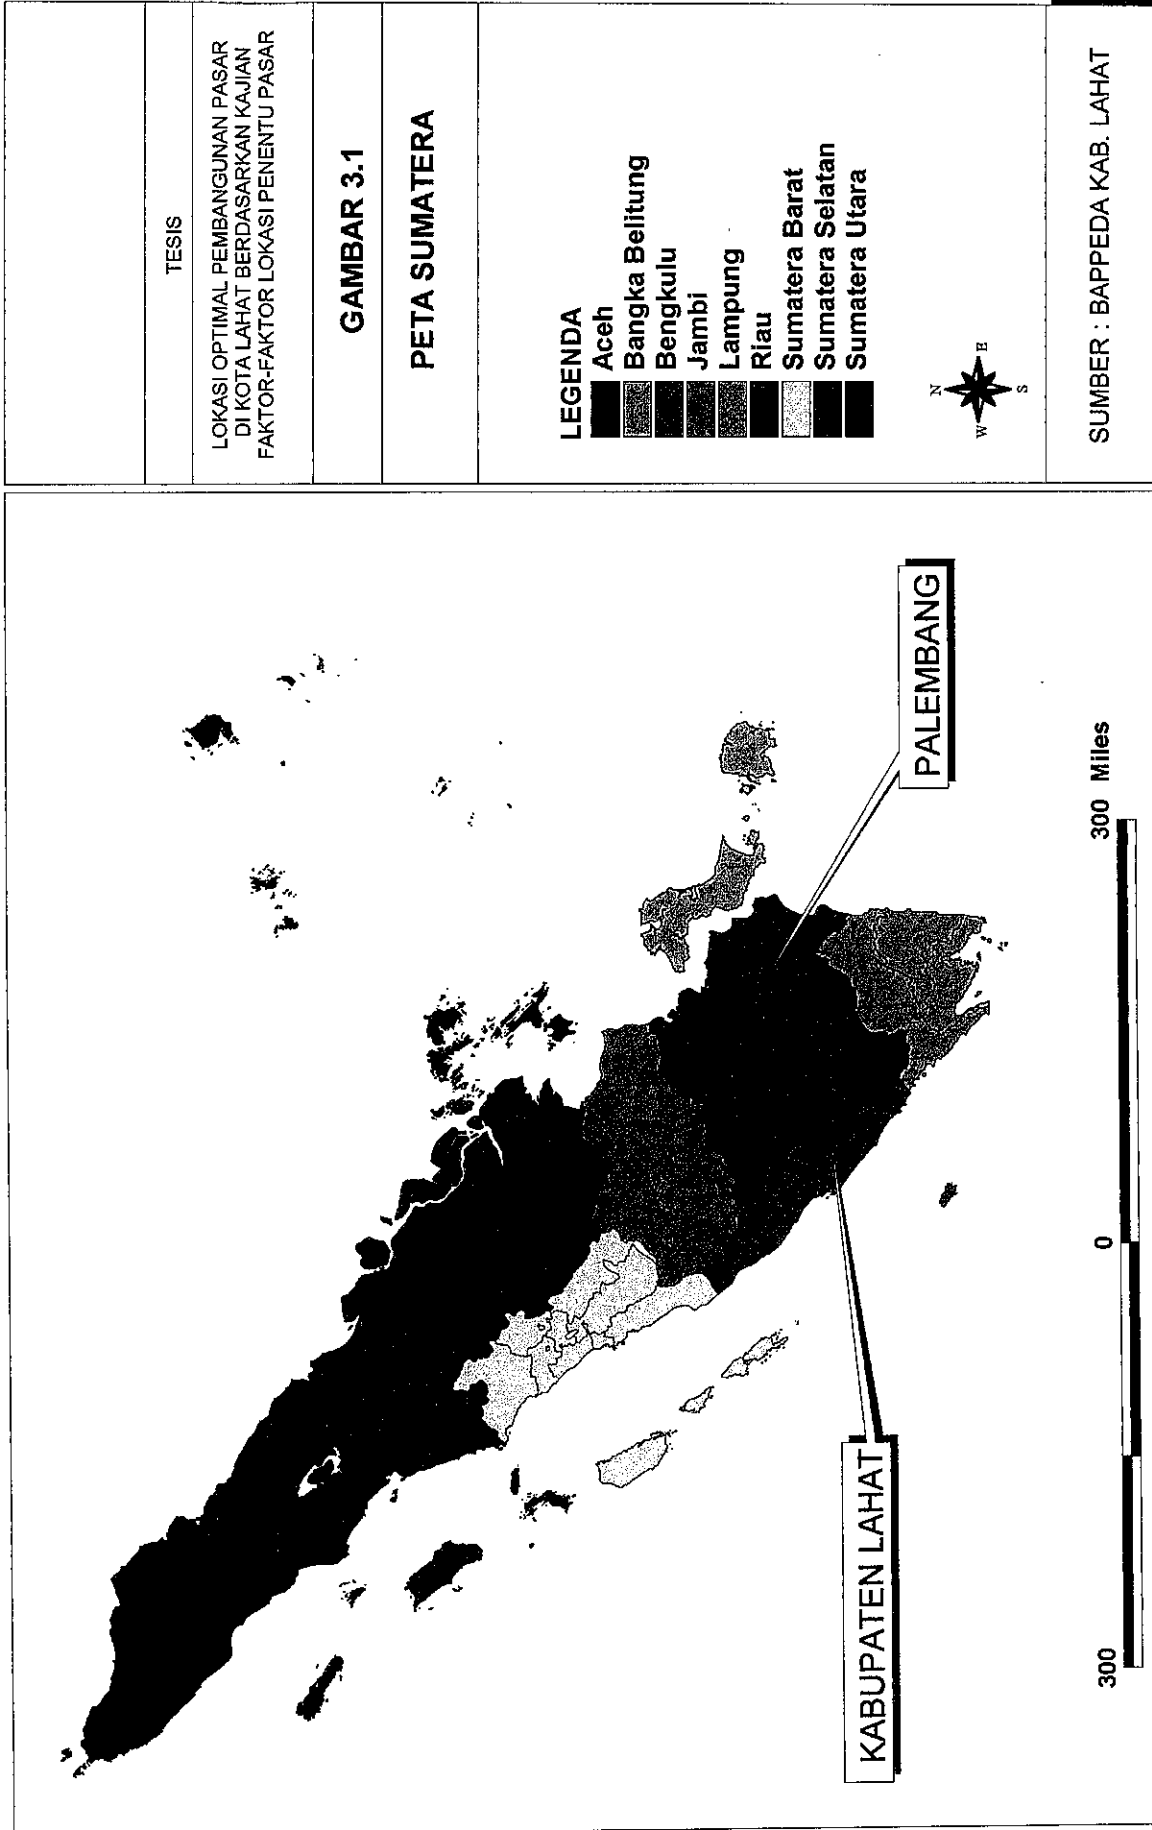 TESIS
LOKASI OPTIMAL PEMBANGUNAN PASAR
DI KOTA LAHAT BERDASARKAN KAJIAN
FAKTOR-FAKTOR LOKASI PENENTU PASAR
GAMBAR 3.1
PETA SUMATERA
LEGENDA
Aceh
Bangka Belitung
Bengkulu
Jambi
Lampung
Riau
Sumatera Barat
Sumatera Selatan
Sumatera Utara
N
W E
S
SUMBER : BAPPEDA KAB. LAHAT
PALEMBANG
KABUPATEN LAHAT
300 0 300 Miles